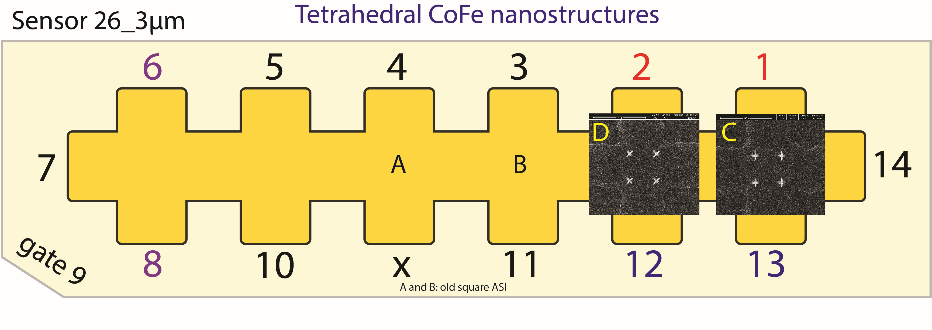 Tetrahedral CoFe nanostructures
Sensor 26_3μm
6 5 4 3 2 1
D C
7 A B 14
gate 9
8 10 x 11 12 13
A and B: old square ASI